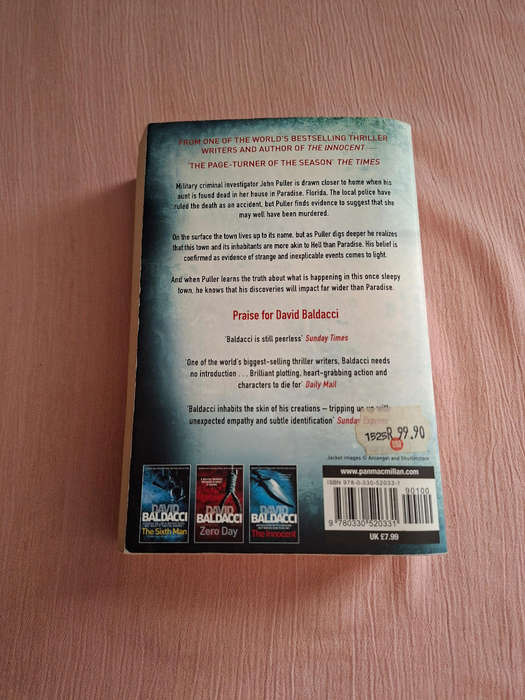 FROM ONE OF THE WORLD'S BESTSELLING THRILLER
WRITERS AND AUTHOR OF THE INNOCENT —
'THE PAGE-TURNER OF THE SEASON' THE TIMES
Military criminal investigator John Puller is drawn closer to home when his
aunt is found dead in her house in Paradise, Florida. The local police have
ruled the death as an accident, but Puller finds evidence to suggest that she
may well have been murdered.
On the surface the town lives up to its name, but as Puller digs deeper he realizes
that this town and its inhabitants are more akin to Hell than Paradise. His belief is
confirmed as evidence of strange and inexplicable events comes to light.
And when Puller learns the truth about what is happening in this once sleepy
town, he knows that his discoveries will impact far wider than Paradise.
Praise for David Baldacci
'Baldacci is still peerless' Sunday Times
'One of the world's biggest-selling thriller writers, Baldacci needs
no introduction . . . Brilliant plotting, heart-grabbing action and
characters to die for' Daily Mail
'Baldacci inhabits the skin of his creations – tripping us up with
unexpected empathy and subtle identification' Sunday Express
1525R 99.90
Jacket images © Arcangel and Shutterstock
www.panmacmillan.com
ISBN 978-0-330-52033-1
90100
9 780330 520331
UK £7.99
DAVID
BALDACCI
The Sixth Man
DAVID
BALDACCI
Zero Day
DAVID
BALDACCI
The Innocent